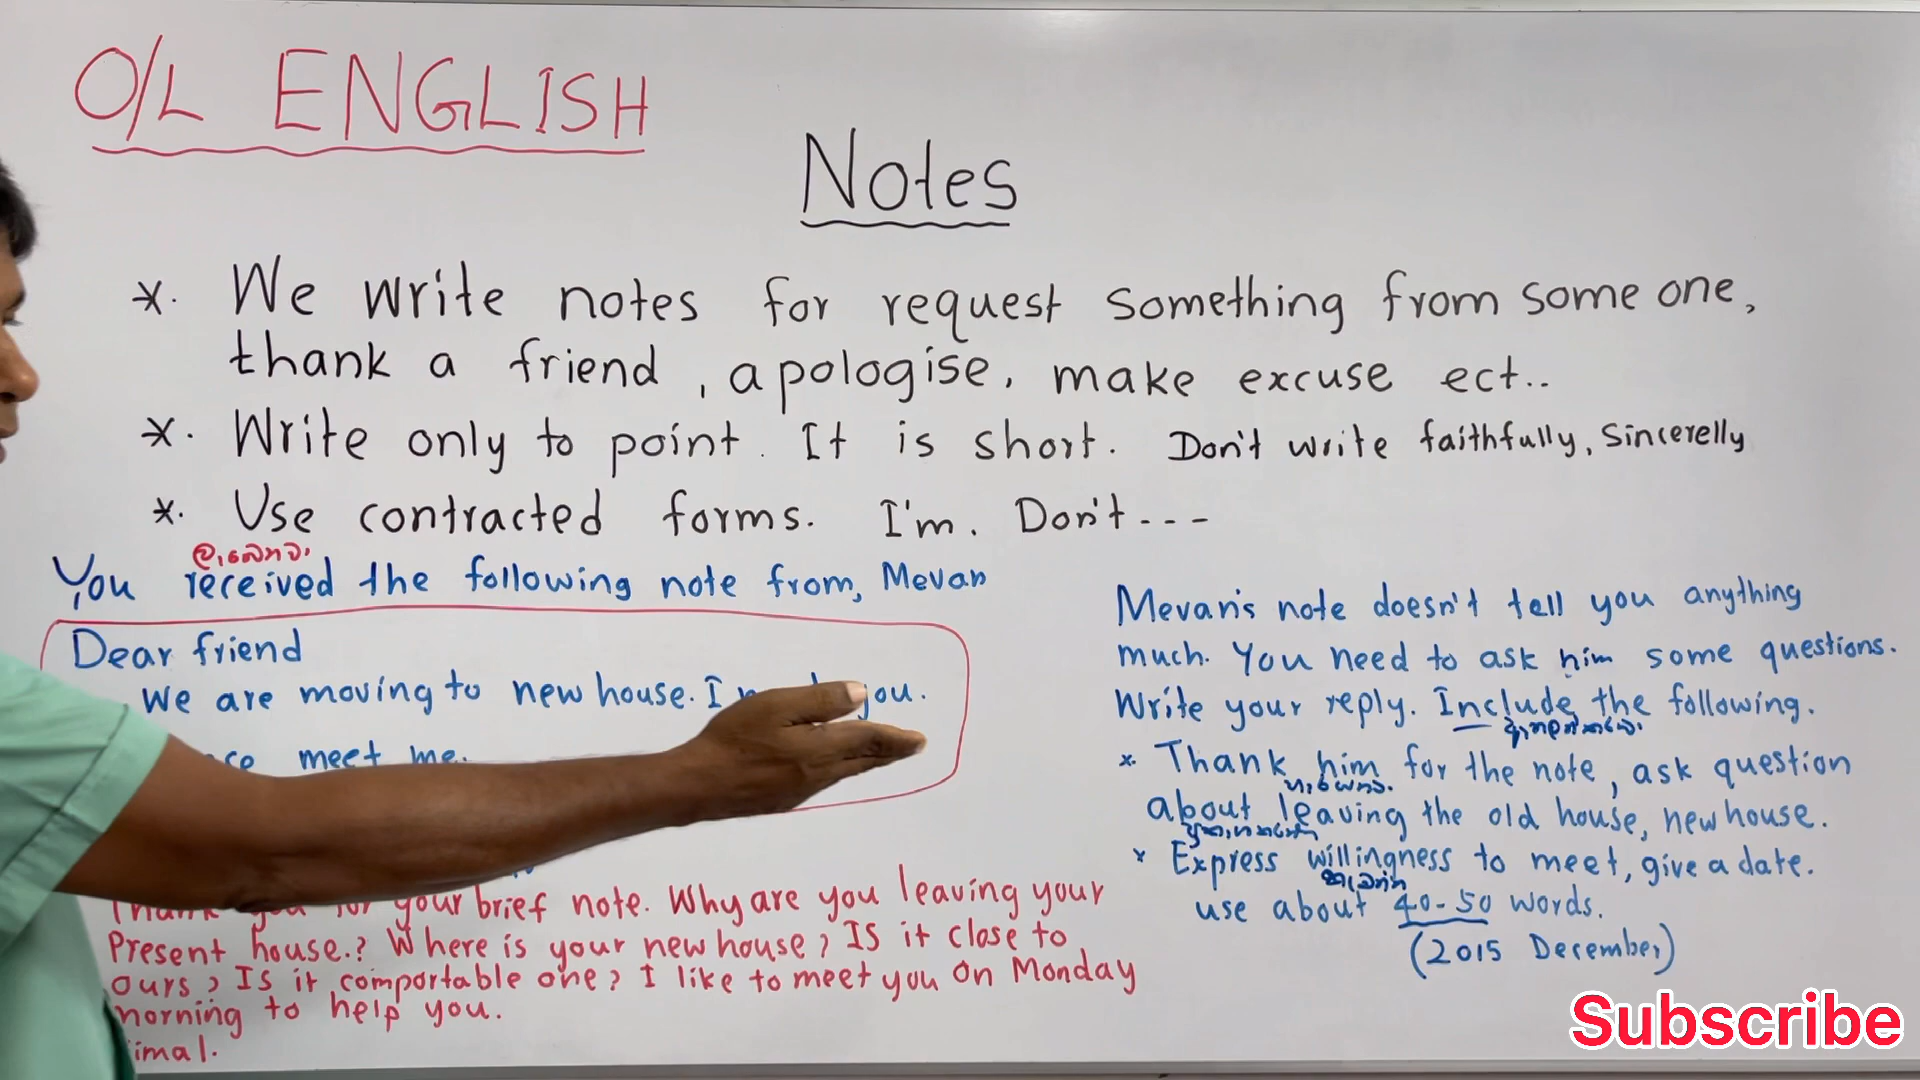 O/L ENGLISH
Notes
*. We write notes for request something from some one,
thank a friend, apologise, make excuse ect..
*. Write only to point. It is short. Don't write faithfully, Sincerelly
*. Use contracted forms. I'm. Don't - - -
You received the following note from, Mevan
Dear friend
We are moving to new house. I you.
meet me.
you for your brief note. Why are you leaving your
Present house.? Where is your new house? IS it close to
ours? IS it comportable one? I like to meet you on Monday
morning to help you.
Mevan's note doesn't tell you anything
much. You need to ask him some questions.
Write your reply. Include the following.
* Thank him for the note, ask question
about leaving the old house, new house.
* Express willingness to meet, give a date.
use about 40-50 words.
(2015 December)
Subscribe